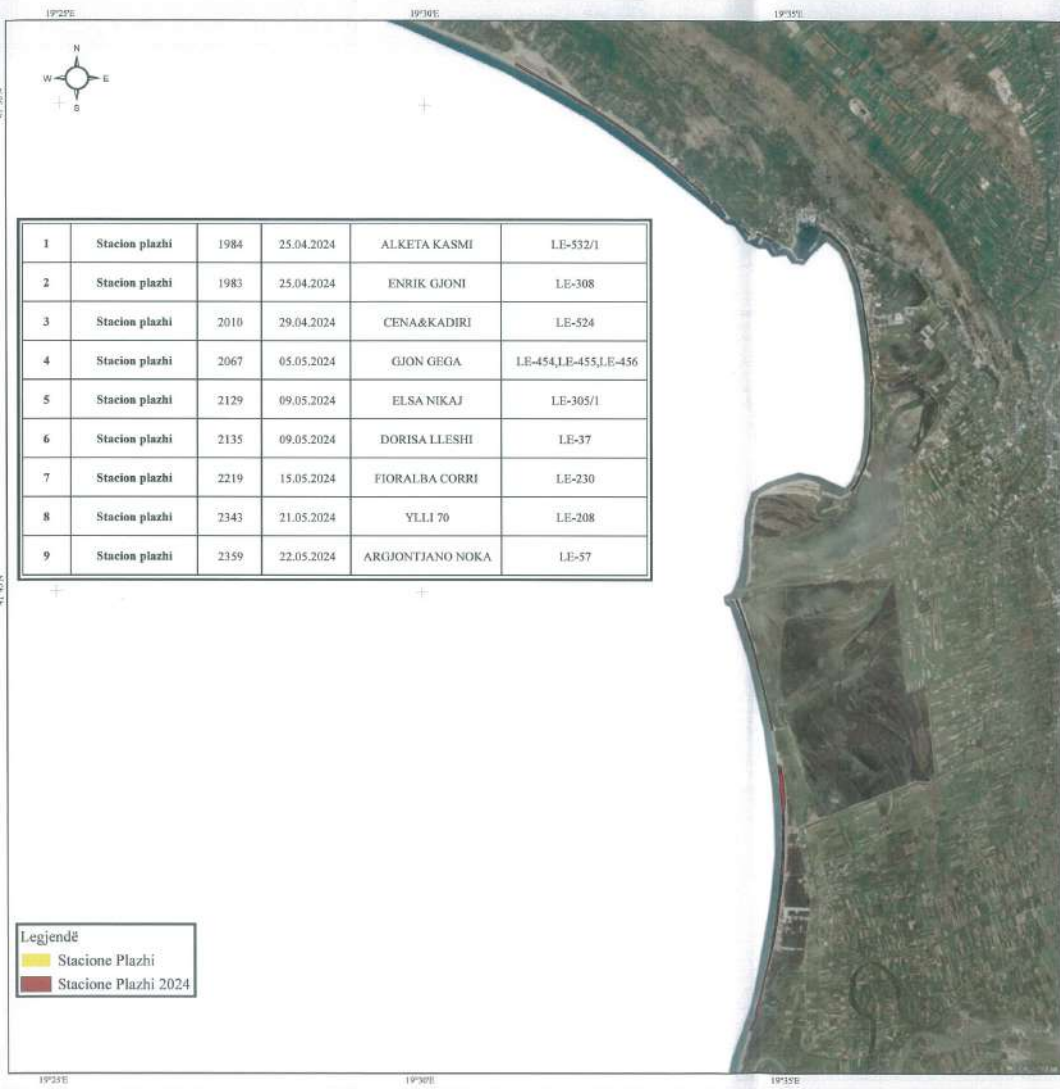 19°25'E 19°30'E 19°35'E
N
W E
S
1 Stacion plazhi 1984 25.04.2024 ALKETA KASMI LE-532/1
2 Stacion plazhi 1983 25.04.2024 ENRIK GJONI LE-308
3 Stacion plazhi 2010 29.04.2024 CENA&KADIRI LE-524
4 Stacion plazhi 2067 05.05.2024 GJON GEGA LE-454,LE-455,LE-456
5 Stacion plazhi 2129 09.05.2024 ELSA NIKAJ LE-305/1
6 Stacion plazhi 2135 09.05.2024 DORISA LLESHI LE-37
7 Stacion plazhi 2219 15.05.2024 FIORALBA CORRI LE-230
8 Stacion plazhi 2343 21.05.2024 YLLI 70 LE-208
9 Stacion plazhi 2359 22.05.2024 ARGJONTJANO NOKA LE-57
Legjendë
Stacione Plazhi
Stacione Plazhi 2024
19°25'E 19°30'E 19°35'E